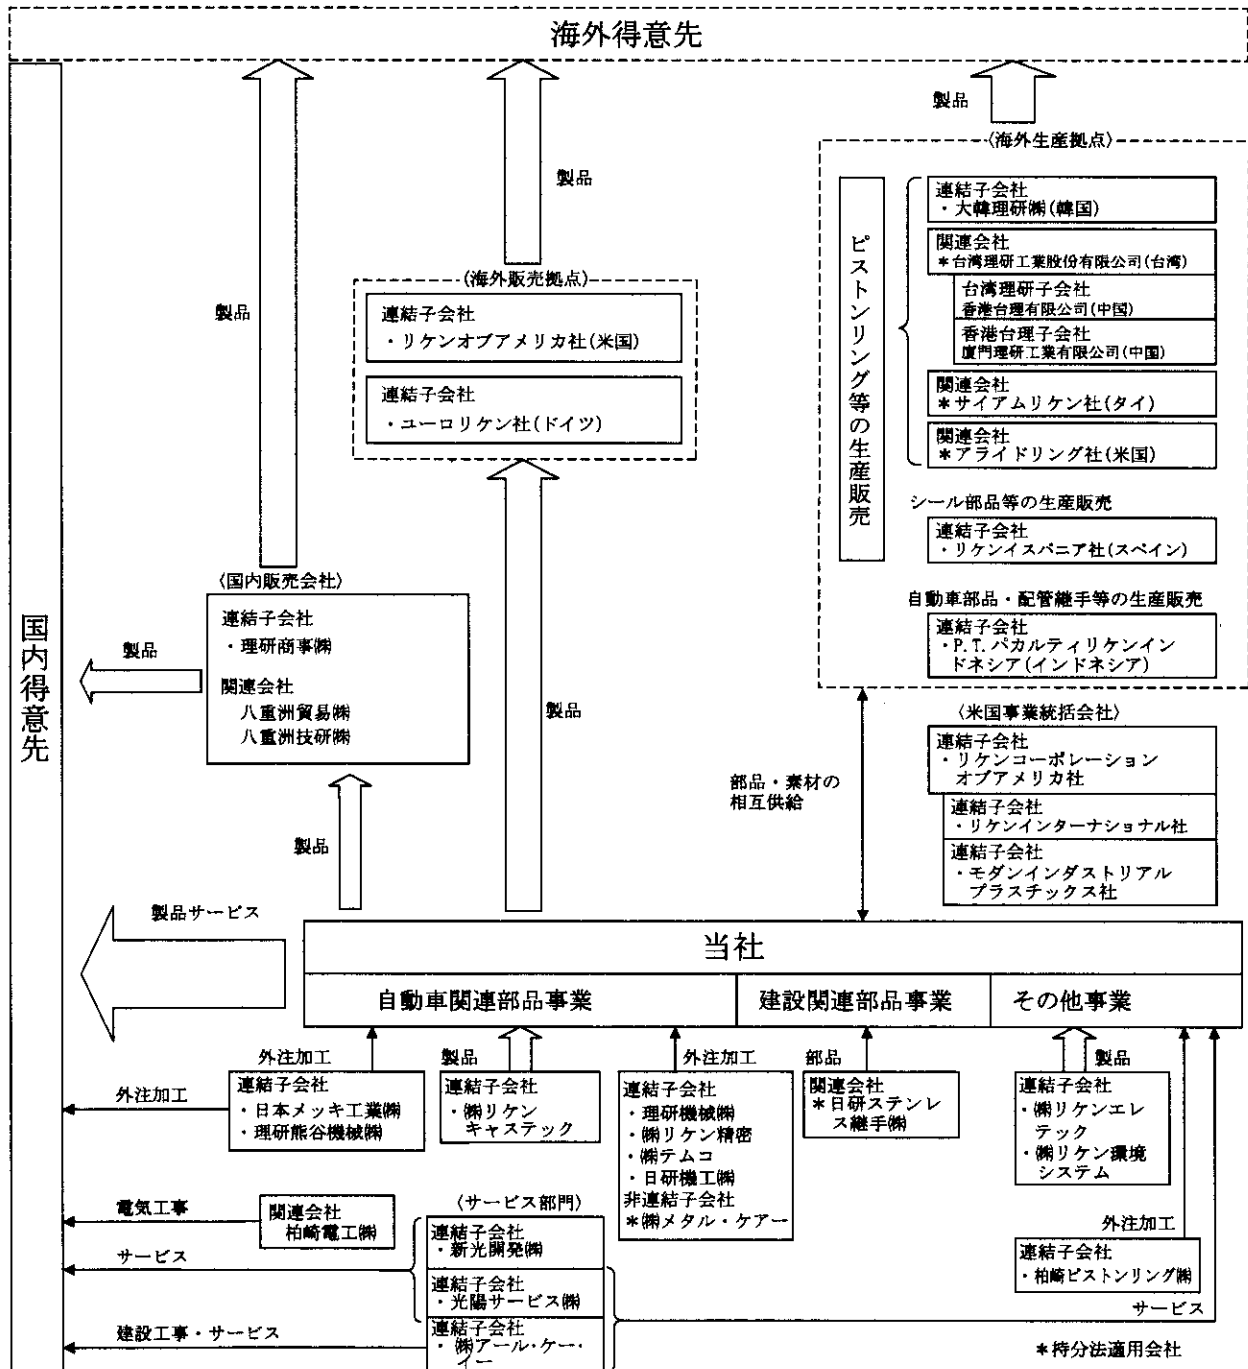 海外得意先
国内得意先
製品
製品
製品
〈海外生産拠点〉
ピストンリング等の生産販売
連結子会社
・大韓理研㈱(韓国)
関連会社
＊台湾理研工業股份有限公司(台湾)
台湾理研子会社
香港台理有限公司(中国)
香港台理子会社
廈門理研工業有限公司(中国)
関連会社
＊サイアムリケン社(タイ)
関連会社
＊アライドリング社(米国)
シール部品等の生産販売
連結子会社
・リケンイスパニア社(スペイン)
自動車部品・配管継手等の生産販売
連結子会社
・P.T.パカルティリケンイン
ドネシア(インドネシア)
〈海外販売拠点〉
連結子会社
・リケンオブアメリカ社(米国)
連結子会社
・ユーロリケン社(ドイツ)
〈国内販売会社〉
連結子会社
・理研商事㈱
関連会社
八重洲貿易㈱
八重洲技研㈱
製品
製品
製品
部品・素材の
相互供給
〈米国事業統括会社〉
連結子会社
・リケンコーポレーション
オブアメリカ社
連結子会社
・リケンインターナショナル社
連結子会社
・モダンインダストリアル
プラスチックス社
製品サービス
当社
自動車関連部品事業
建設関連部品事業
その他事業
外注加工
製品
外注加工
部品
製品
外注加工
連結子会社
・日本メッキ工業㈱
・理研熊谷機械㈱
連結子会社
・㈱リケン
キャステック
連結子会社
・理研機械㈱
・㈱リケン精密
・㈱テムコ
・日研機工㈱
非連結子会社
＊㈱メタル・ケアー
関連会社
＊日研ステンレ
ス継手㈱
連結子会社
・㈱リケンエレ
テック
・㈱リケン環境
システム
電気工事
関連会社
柏崎電工㈱
〈サービス部門〉
連結子会社
・新光開発㈱
連結子会社
・光陽サービス㈱
連結子会社
・㈱アール・ケー・
イー
サービス
建設工事・サービス
外注加工
連結子会社
・柏崎ピストンリング㈱
サービス
＊持分法適用会社